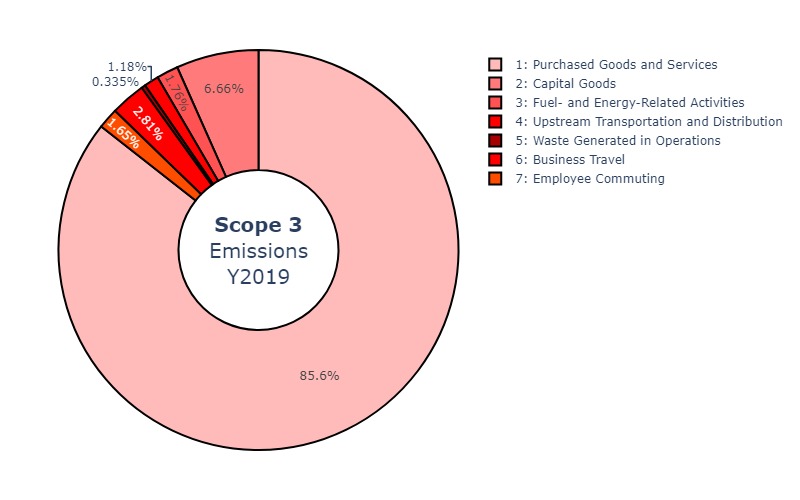 1.18%
0.335%
1.76%
6.66%
2.81%
1.65%
Scope 3
Emissions
Y2019
85.6%
1: Purchased Goods and Services
2: Capital Goods
3: Fuel- and Energy-Related Activities
4: Upstream Transportation and Distribution
5: Waste Generated in Operations
6: Business Travel
7: Employee Commuting